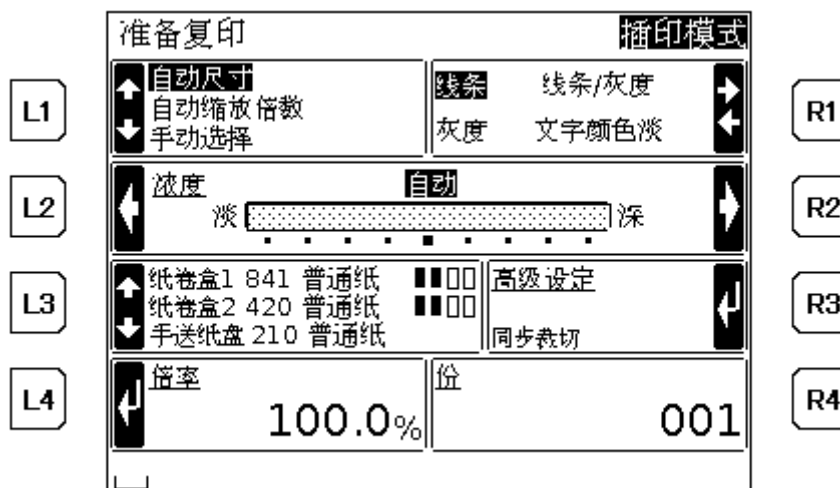 准备复印 插印模式
L1 自动尺寸 线条 线条/灰度 R1
自动缩放倍数
手动选择 灰度 文字颜色淡
L2 浓度 自动 R2
淡 深
L3 纸卷盒1 841 普通纸 高级设定 R3
纸卷盒2 420 普通纸
手送纸盘 210 普通纸 同步裁切
L4 倍率 份 R4
100.0% 001